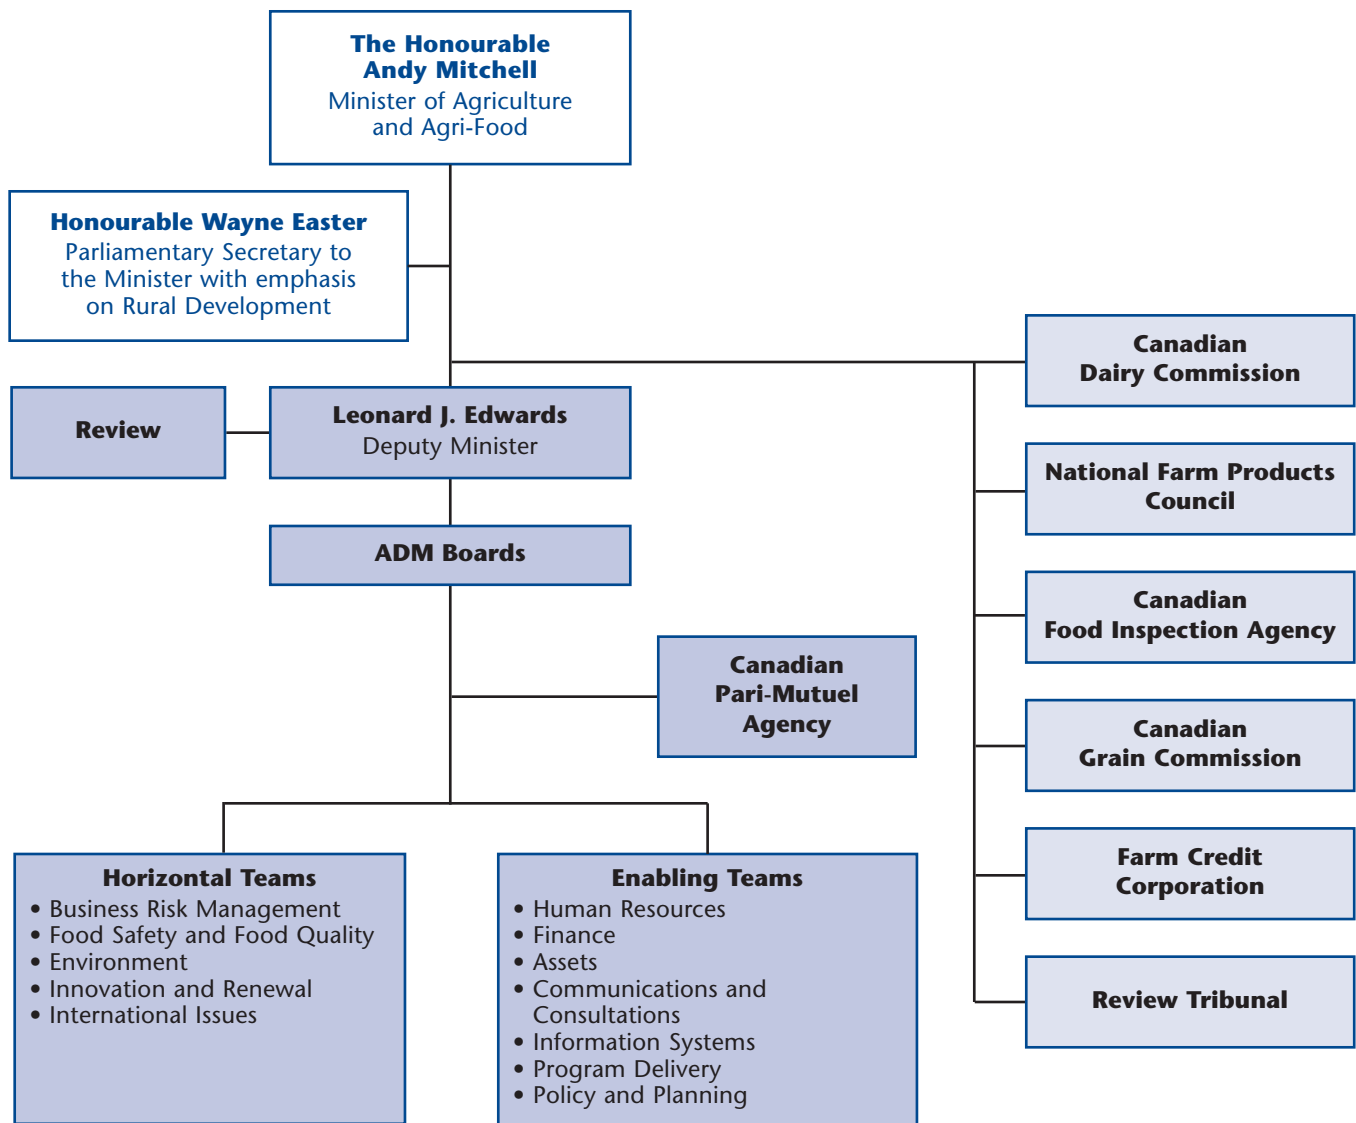 The Honourable
Andy Mitchell
Minister of Agriculture
and Agri-Food
Honourable Wayne Easter
Parliamentary Secretary to
the Minister with emphasis
on Rural Development
Canadian
Dairy Commission
Review
Leonard J. Edwards
Deputy Minister
National Farm Products
Council
ADM Boards
Canadian
Food Inspection Agency
Canadian
Pari-Mutuel
Agency
Canadian
Grain Commission
Farm Credit
Corporation
Review Tribunal
Horizontal Teams
• Business Risk Management
• Food Safety and Food Quality
• Environment
• Innovation and Renewal
• International Issues
Enabling Teams
• Human Resources
• Finance
• Assets
• Communications and
Consultations
• Information Systems
• Program Delivery
• Policy and Planning